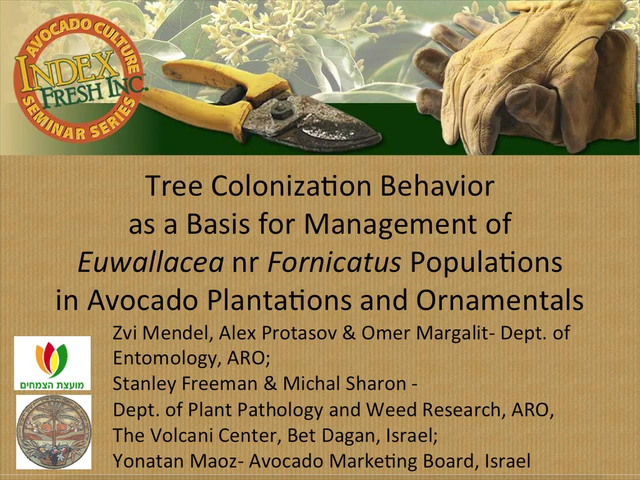 AVOCADO CULTURE
INDEX
FRESH INC.
SEMINAR SERIES
Tree Colonization Behavior
as a Basis for Management of
Euwallacea nr Fornicatus Populations
in Avocado Plantations and Ornamentals
Zvi Mendel, Alex Protasov & Omer Margalit- Dept. of
Entomology, ARO;
Stanley Freeman & Michal Sharon -
Dept. of Plant Pathology and Weed Research, ARO,
The Volcani Center, Bet Dagan, Israel;
Yonatan Maoz- Avocado Marketing Board, Israel
מועצת הצמחים